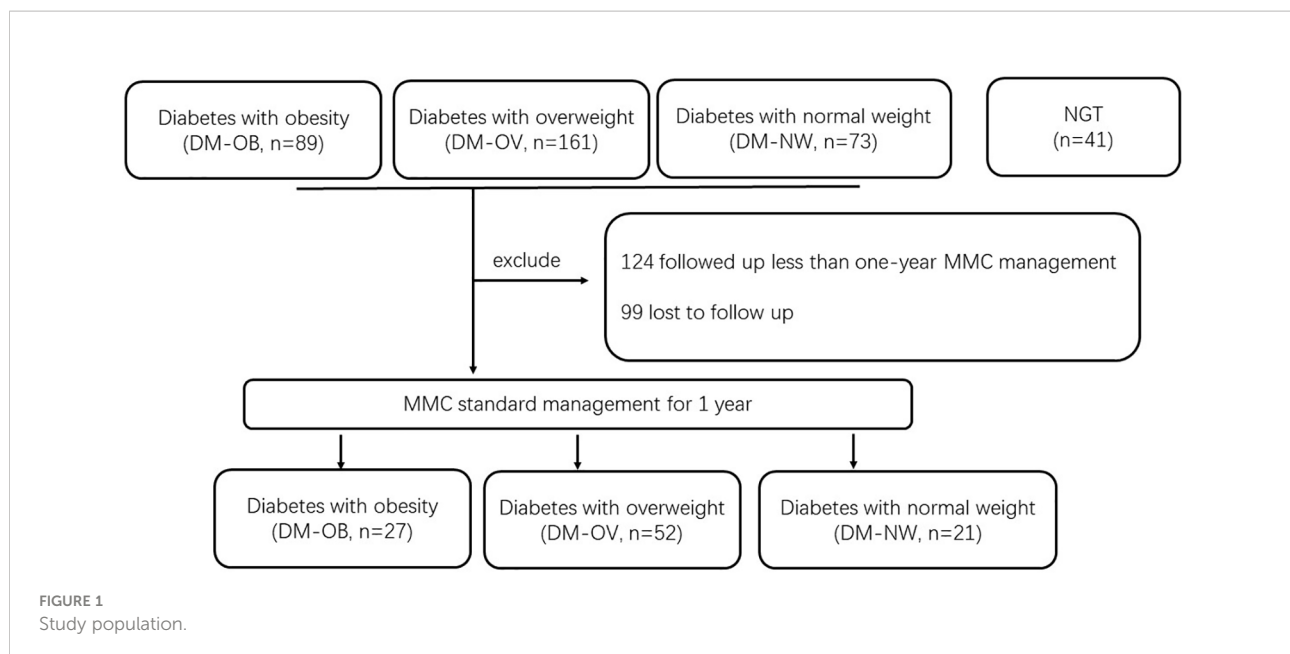 Diabetes with obesity
(DM-OB, n=89)
Diabetes with overweight
(DM-OV, n=161)
Diabetes with normal weight
(DM-NW, n=73)
NGT
(n=41)
exclude
124 followed up less than one-year MMC management
99 lost to follow up
MMC standard management for 1 year
Diabetes with obesity
(DM-OB, n=27)
Diabetes with overweight
(DM-OV, n=52)
Diabetes with normal weight
(DM-NW, n=21)
FIGURE 1
Study population.